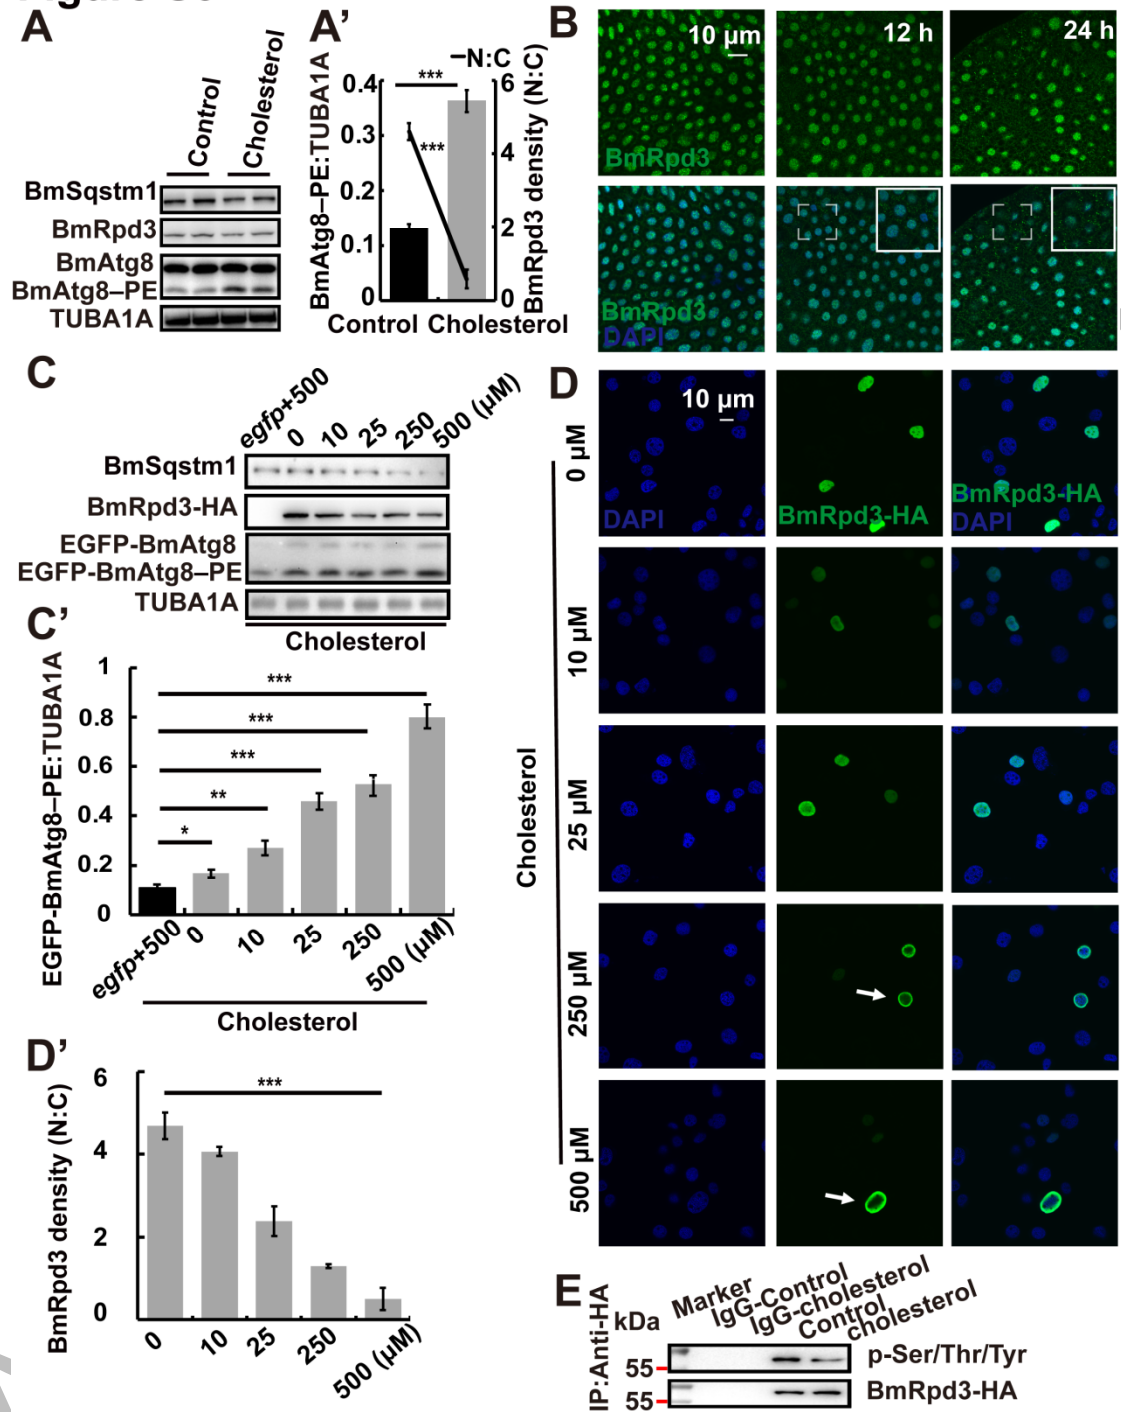 A
Control
Cholesterol
BmSqstm1
BmRpd3
BmAtg8
BmAtg8–PE
TUBA1A
A'
N:C
***
***
BmAtg8–PE:TUBA1A
0.4
0.3
0.2
0.1
0
BmRpd3 density (N:C)
6
4
2
0
Control Cholesterol
B
10 µm
12 h
24 h
BmRpd3
BmRpd3
DAPI
C
egfp+500
0
10
25
250
500 (µM)
BmSqstm1
BmRpd3-HA
EGFP-BmAtg8
EGFP-BmAtg8–PE
TUBA1A
Cholesterol
C'
EGFP-BmAtg8–PE:TUBA1A
1
0.8
0.6
0.4
0.2
0
***
***
***
**
*
egfp+500
0
10
25
250
500 (µM)
Cholesterol
D
10 µm
DAPI
BmRpd3-HA
BmRpd3-HA
DAPI
Cholesterol
0 µM
10 µM
25 µM
250 µM
500 µM
D'
BmRpd3 density (N:C)
6
4
2
0
***
0
10
25
250
500 (µM)
E
IP:Anti-HA
kDa
Marker
IgG-Control
IgG-cholesterol
Control
cholesterol
55
p-Ser/Thr/Tyr
55
BmRpd3-HA